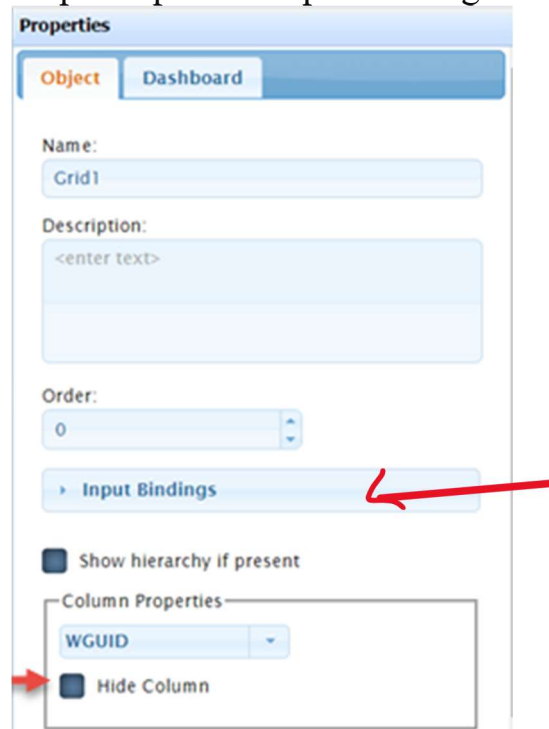 Properties
Object Dashboard
Name:
Grid1
Description:
<enter text>
Order:
0
Input Bindings
Show hierarchy if present
Column Properties
WGUID
Hide Column